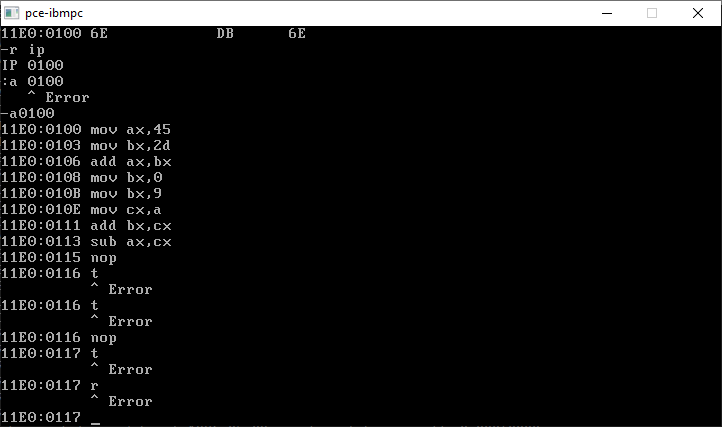 pce-ibmpc
11E0:0100 6E            DB      6E
-r ip
IP 0100
:a 0100
   ^ Error
-a0100
11E0:0100 mov ax,45
11E0:0103 mov bx,2d
11E0:0106 add ax,bx
11E0:0108 mov bx,0
11E0:010B mov bx,9
11E0:010E mov cx,a
11E0:0111 add bx,cx
11E0:0113 sub ax,cx
11E0:0115 nop
11E0:0116 t
          ^ Error
11E0:0116 t
          ^ Error
11E0:0116 nop
11E0:0117 t
          ^ Error
11E0:0117 r
          ^ Error
11E0:0117 _